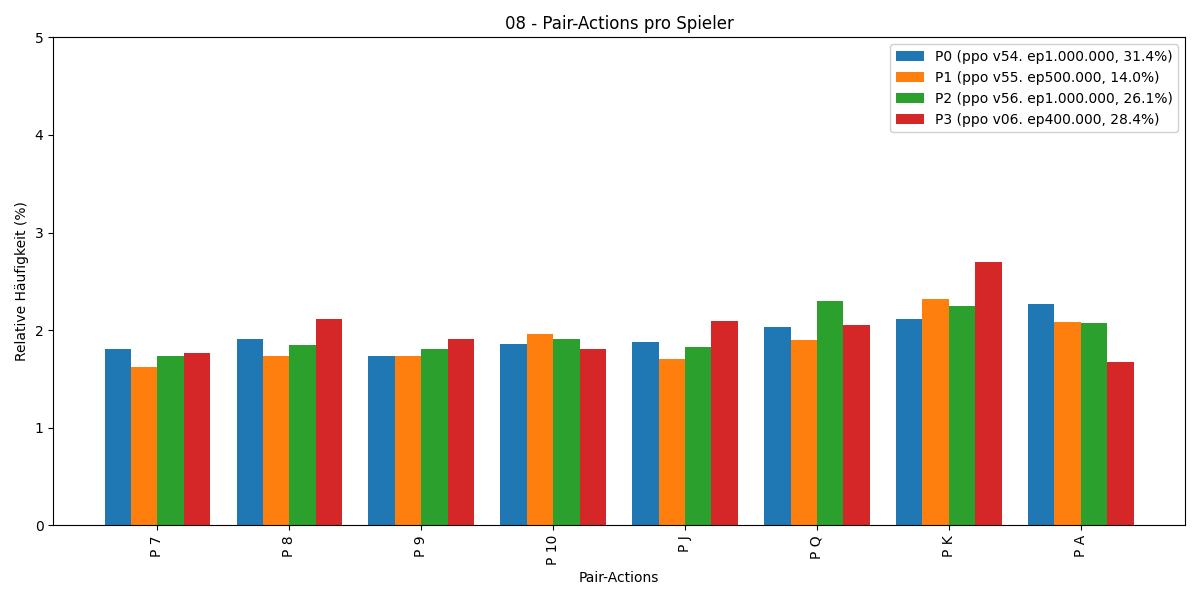 08 - Pair-Actions pro Spieler
P0 (ppo v54. ep1.000.000, 31.4%)
P1 (ppo v55. ep500.000, 14.0%)
P2 (ppo v56. ep1.000.000, 26.1%)
P3 (ppo v06. ep400.000, 28.4%)
Relative Häufigkeit (%)
5
4
3
2
1
0
P 7
P 8
P 9
P 10
P J
P Q
P K
P A
Pair-Actions